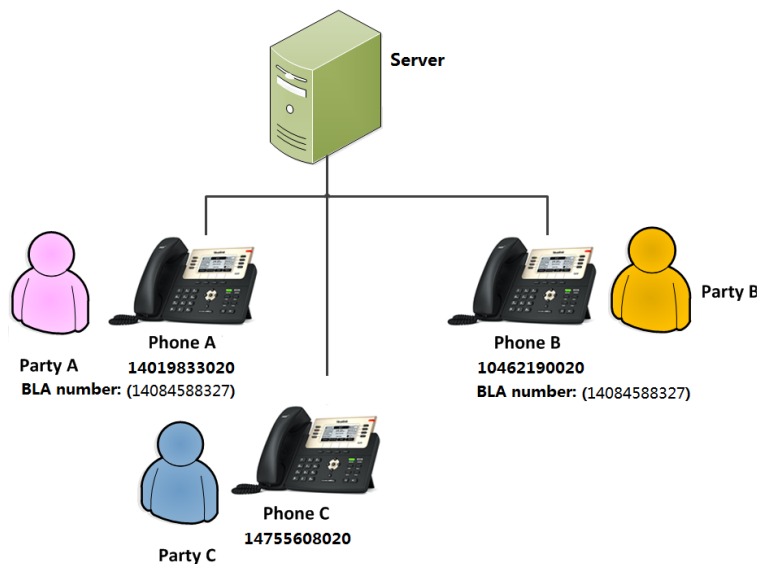 Server
Party A
Phone A
14019833020
BLA number: (14084588327)
Phone B
10462190020
BLA number: (14084588327)
Party B
Party C
Phone C
14755608020